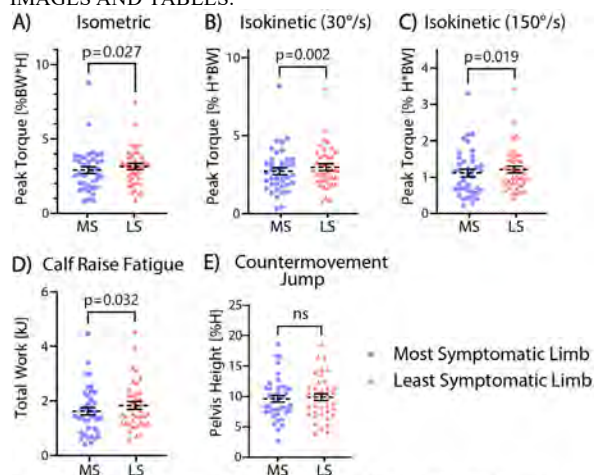 IMAGES AND TABLES.
A) Isometric
p=0.027
Peak Torque [%BW*H]
10
5
0
MS LS
B) Isokinetic (30°/s)
p=0.002
Peak Torque [% H*BW]
10
5
0
MS LS
C) Isokinetic (150°/s)
p=0.019
Peak Torque [% H*BW]
4
3
2
1
0
MS LS
D) Calf Raise Fatigue
p=0.032
Total Work [kJ]
6
4
2
0
MS LS
E) Countermovement
Jump
ns
Pelvis Height [%H]
25
20
15
10
5
0
MS LS
Most Symptomatic Limb
Least Symptomatic Limb